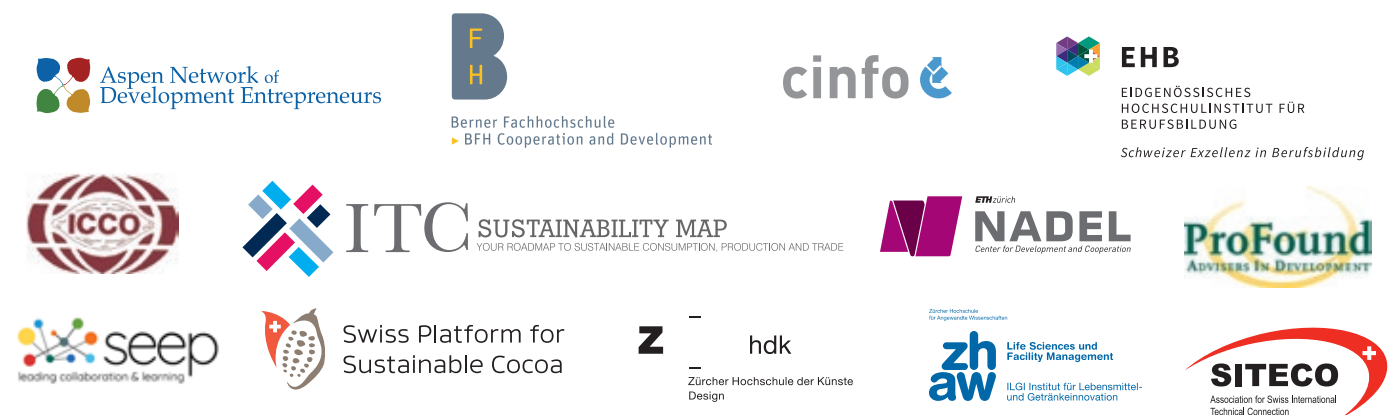 Aspen Network of
Development Entrepreneurs
F
B
H
Berner Fachhochschule
▸ BFH Cooperation and Development
cinfo
EHB
EIDGENÖSSISCHES
HOCHSCHULINSTITUT FÜR
BERUFSBILDUNG
Schweizer Exzellenz in Berufsbildung
ICCO
ITC SUSTAINABILITY MAP
YOUR ROADMAP TO SUSTAINABLE CONSUMPTION, PRODUCTION AND TRADE
ETHzürich
NADEL
Center for Development and Cooperation
ProFound
ADVISERS IN DEVELOPMENT
seep
leading collaboration & learning
Swiss Platform for
Sustainable Cocoa
z hdk
Zürcher Hochschule der Künste
Design
Zürcher Hochschule
für Angewandte Wissenschaften
zh
aw
Life Sciences und
Facility Management
ILGI Institut für Lebensmittel-
und Getränkeinnovation
SITECO
Association for Swiss International
Technical Connection